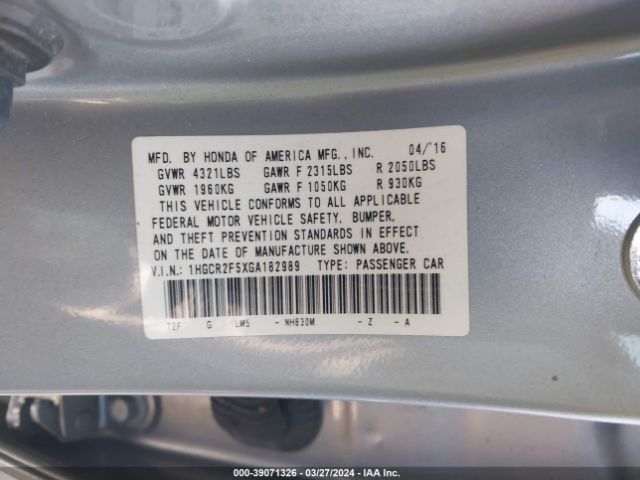 MFD. BY HONDA OF AMERICA MFG., INC. 04/'16
GVWR 4321LBS GAWR F 2315LBS R 2050LBS
GVWR 1960KG GAWR F 1050KG R 930KG
THIS VEHICLE CONFORMS TO ALL APPLICABLE
FEDERAL MOTOR VEHICLE SAFETY, BUMPER,
AND THEFT PREVENTION STANDARDS IN EFFECT
ON THE DATE OF MANUFACTURE SHOWN ABOVE.
V.I.N.: 1HGCR2F5XGA182989 TYPE: PASSENGER CAR
T2F G LM5 - NH830M - Z - A
000-39071326 | 03/27/2024 | IAA Inc.